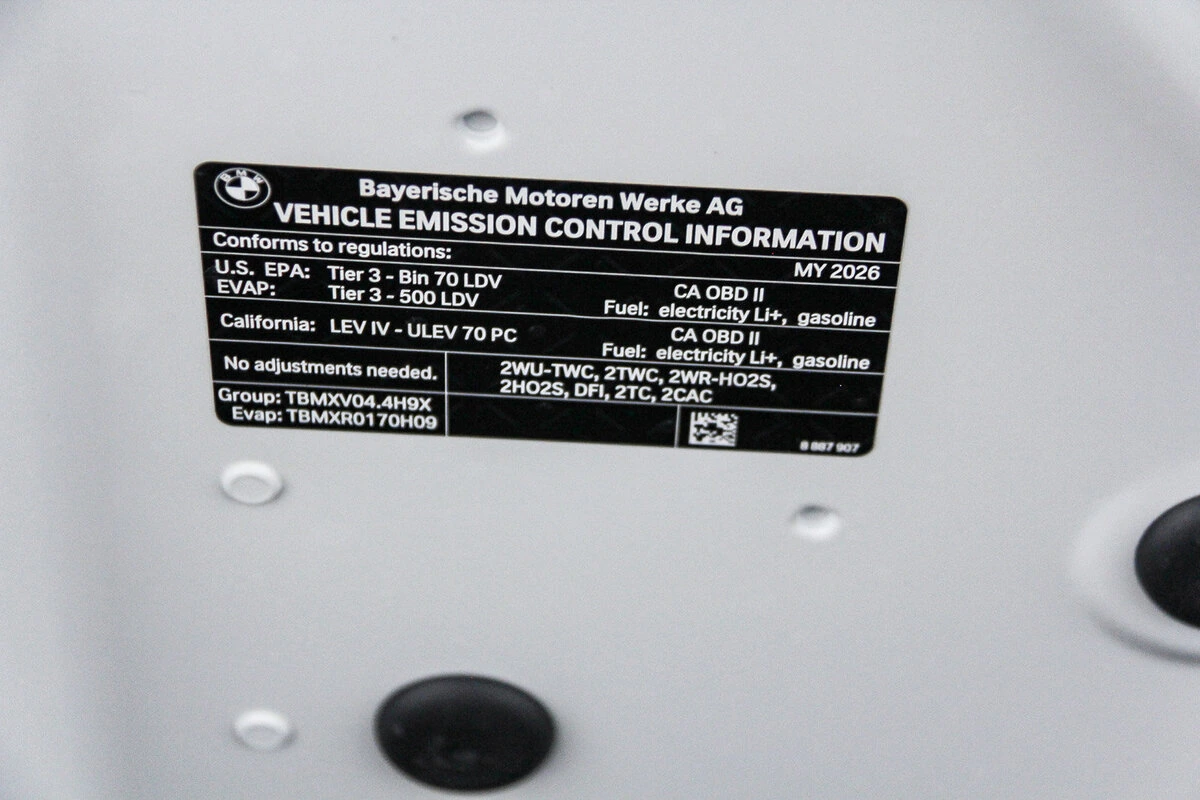 BMW
Bayerische Motoren Werke AG
VEHICLE EMISSION CONTROL INFORMATION
Conforms to regulations:
MY 2026
U.S. EPA: Tier 3 - Bin 70 LDV
CA OBD II
EVAP: Tier 3 - 500 LDV
Fuel: electricity Li+, gasoline
California: LEV IV - ULEV 70 PC
CA OBD II
Fuel: electricity Li+, gasoline
No adjustments needed.
2WU-TWC, 2TWC, 2WR-HO2S,
2HO2S, DFI, 2TC, 2CAC
Group: TBMXV04.4H9X
Evap: TBMXR0170H09
8 887 907